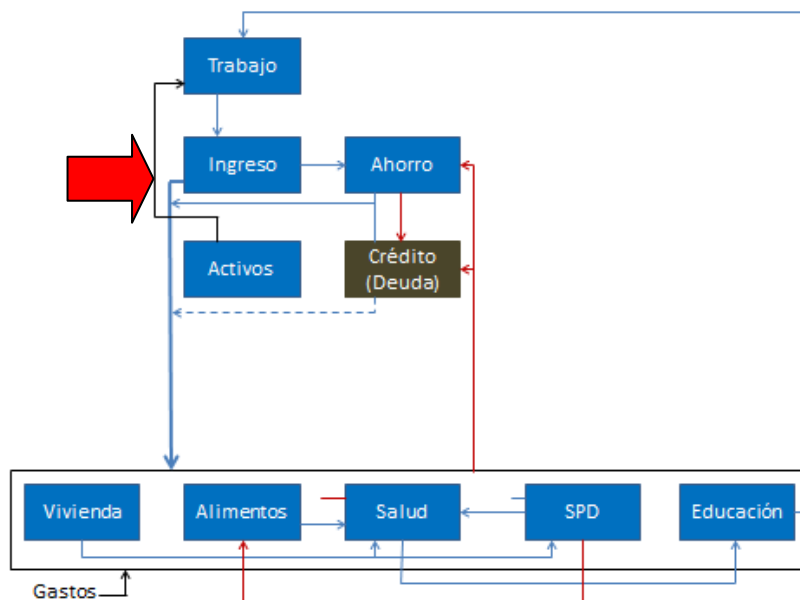 Trabajo
Ingreso
Ahorro
Activos
Crédito
(Deuda)
Vivienda
Alimentos
Salud
SPD
Educación
Gastos